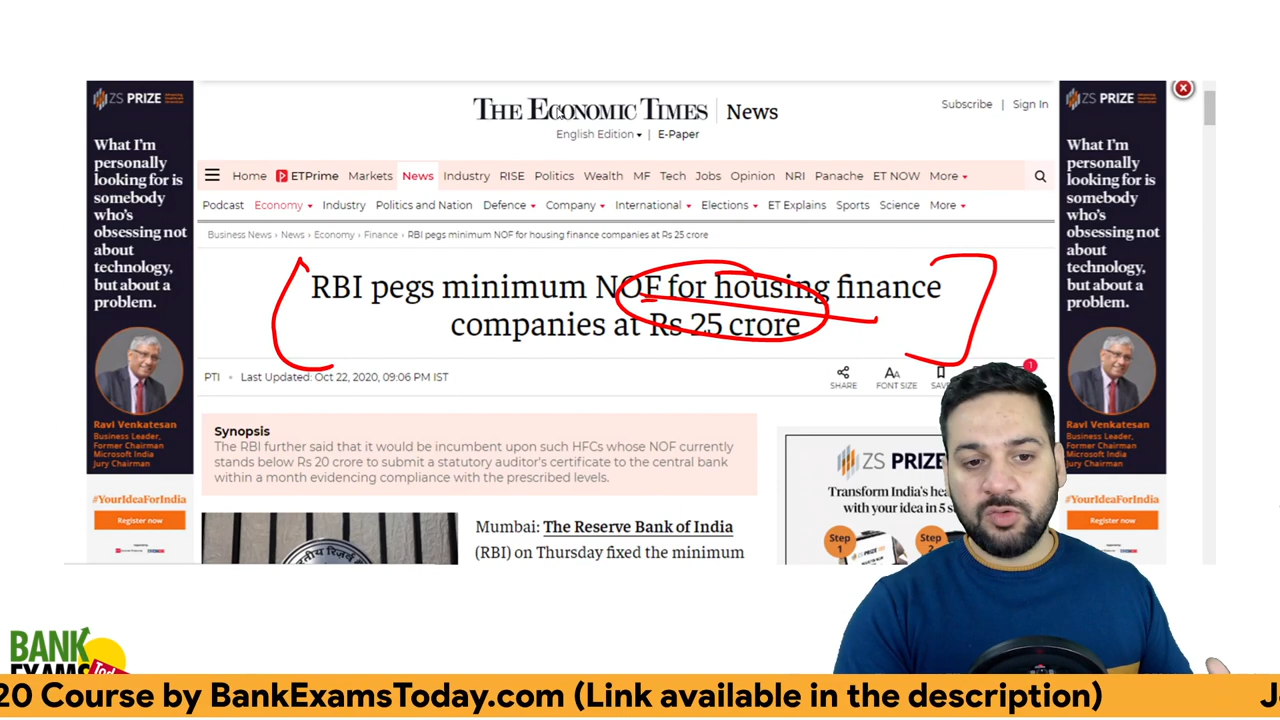 ZS PRIZE
What I'm
personally
looking for is
somebody
who's
obsessing not
about
technology,
but about a
problem.
Ravi Venkatesan
Business Leader,
Former Chairman
Microsoft India
Jury Chairman
#YourIdeaForIndia
Register now
THE ECONOMIC TIMES | News
English Edition | E-Paper
Subscribe | Sign In
Home ETPrime Markets News Industry RISE Politics Wealth MF Tech Jobs Opinion NRI Panache ET NOW More
Podcast Economy Industry Politics and Nation Defence Company International Elections ET Explains Sports Science More
Business News › News › Economy › Finance › RBI pegs minimum NOF for housing finance companies at Rs 25 crore
RBI pegs minimum NOF for housing finance
companies at Rs 25 crore
PTI • Last Updated: Oct 22, 2020, 09:06 PM IST
SHARE
FONT SIZE
1
Synopsis
The RBI further said that it would be incumbent upon such HFCs whose NOF currently
stands below Rs 20 crore to submit a statutory auditor's certificate to the central bank
within a month evidencing compliance with the prescribed levels.
Mumbai: The Reserve Bank of India
(RBI) on Thursday fixed the minimum
ZS PRIZE
Step
1
Step
2
ZS PRIZE
What I'm
personally
looking for is
somebody
who's
obsessing not
about
technology,
but about a
problem.
Ravi Venkatesan
Business Leader,
Former Chairman
Microsoft India
Jury Chairman
#YourIdeaForIndia
Register now
BANK
EXAMS
20 Course by BankExamsToday.com (Link available in the description)